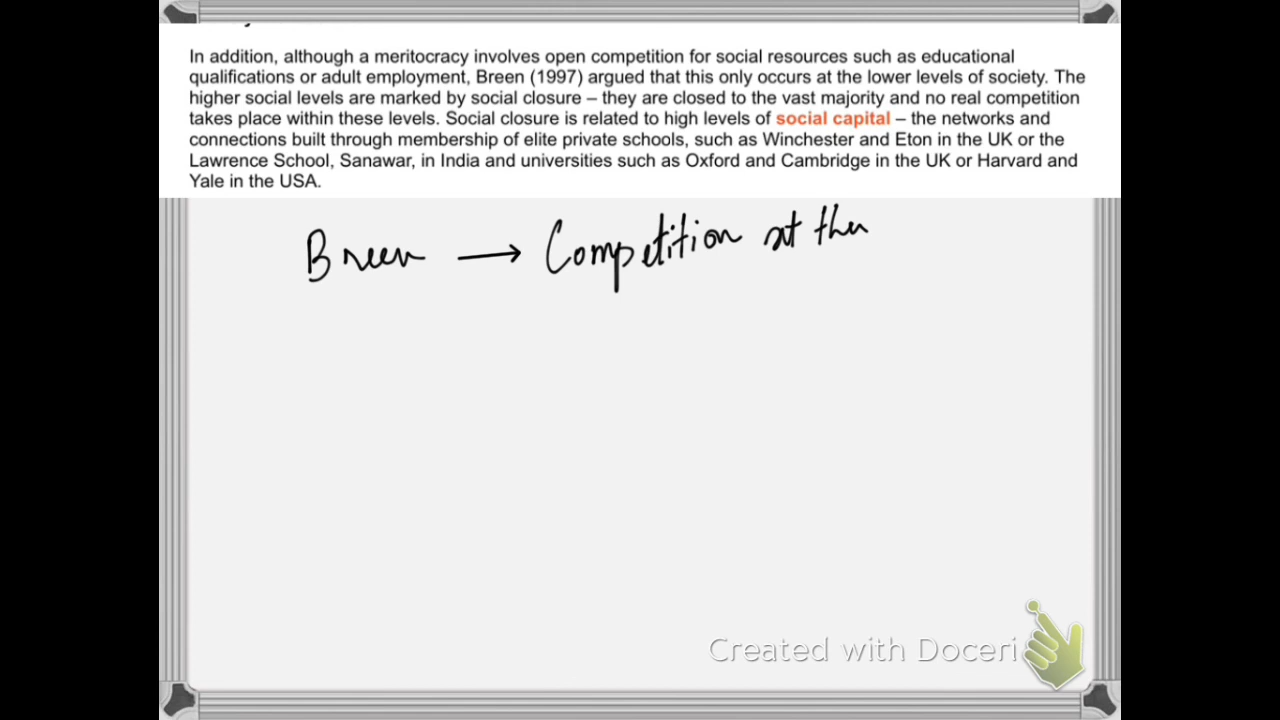 In addition, although a meritocracy involves open competition for social resources such as educational
qualifications or adult employment, Breen (1997) argued that this only occurs at the lower levels of society. The
higher social levels are marked by social closure – they are closed to the vast majority and no real competition
takes place within these levels. Social closure is related to high levels of social capital – the networks and
connections built through membership of elite private schools, such as Winchester and Eton in the UK or the
Lawrence School, Sanawar, in India and universities such as Oxford and Cambridge in the UK or Harvard and
Yale in the USA.
Breen → Competition at the
Created with Doceri